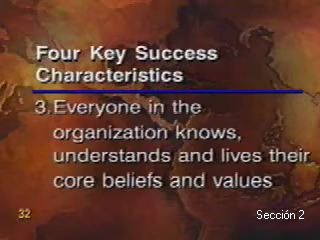 Four Key Success
Characteristics
3.Everyone in the
organization knows,
understands and lives their
core beliefs and values
32
Sección 2